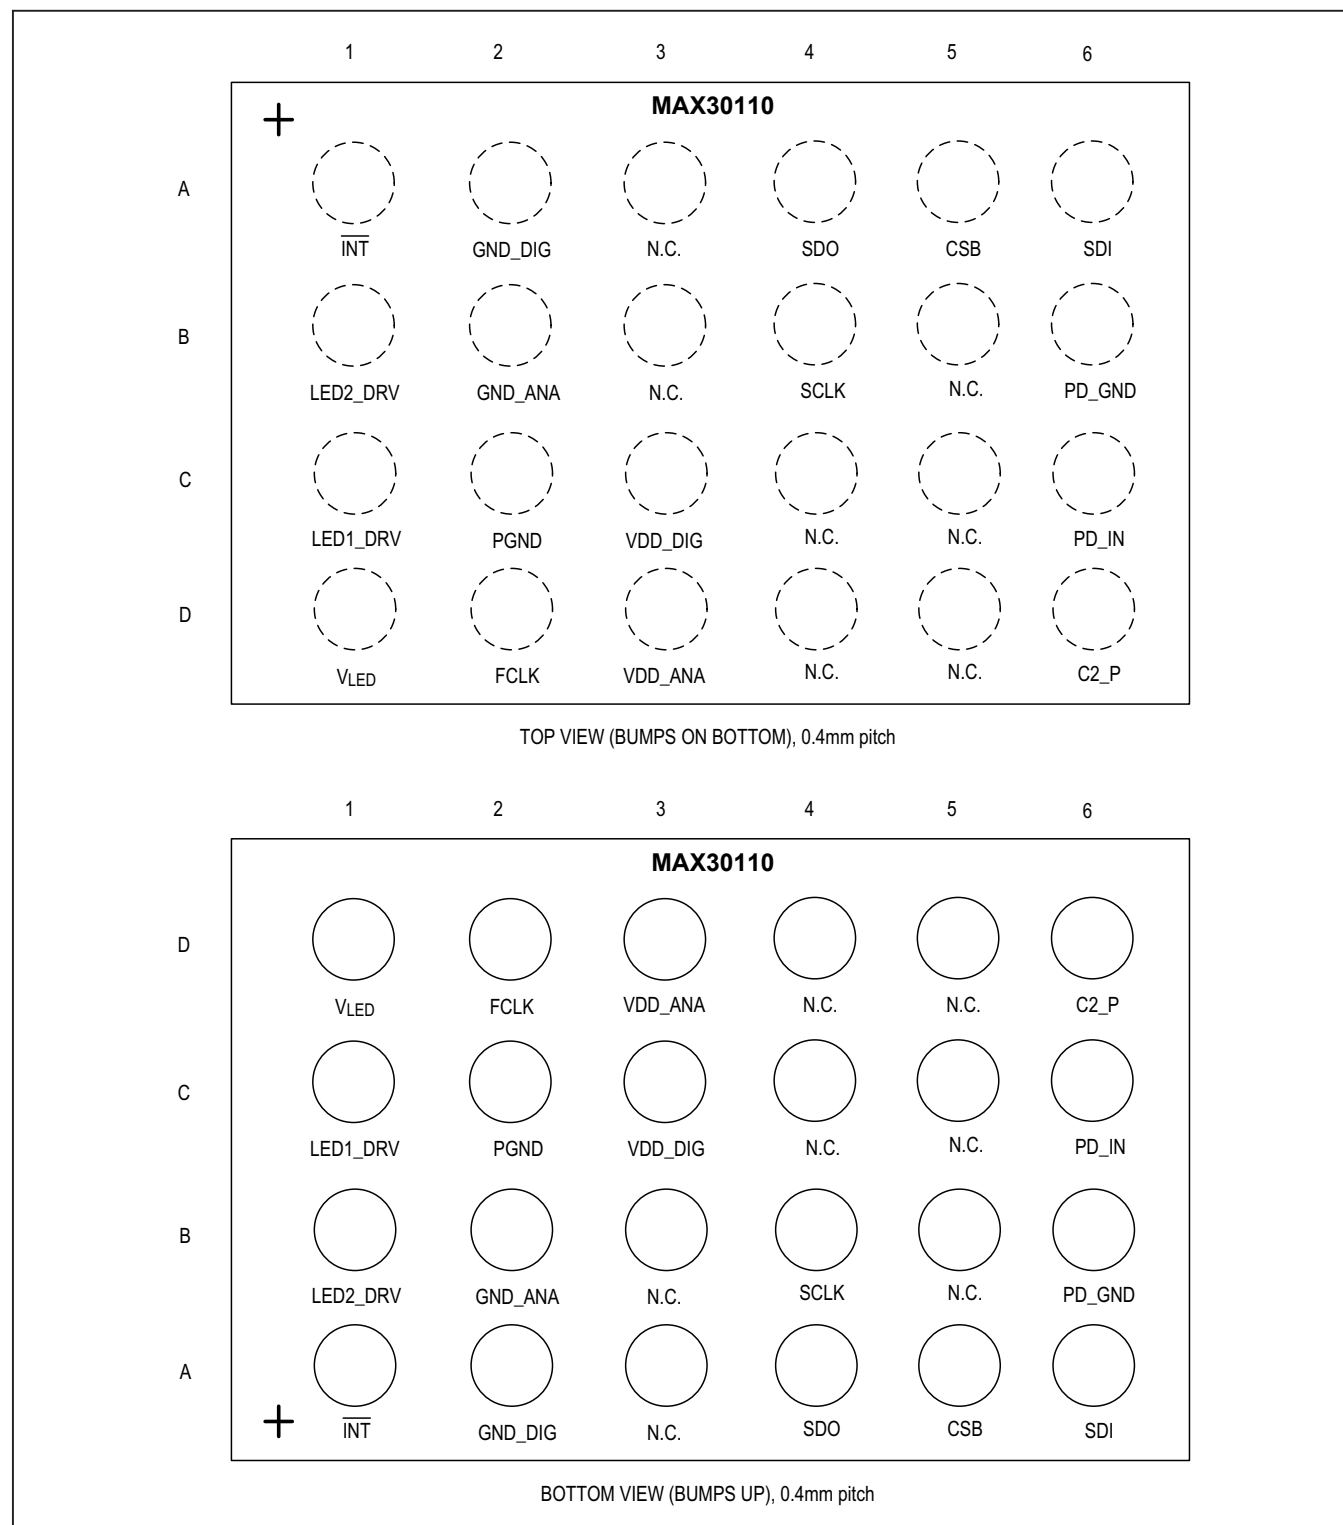 1 2 3 4 5 6
MAX30110
A
INT GND_DIG N.C. SDO CSB SDI
B
LED2_DRV GND_ANA N.C. SCLK N.C. PD_GND
C
LED1_DRV PGND VDD_DIG N.C. N.C. PD_IN
D
VLED FCLK VDD_ANA N.C. N.C. C2_P
TOP VIEW (BUMPS ON BOTTOM), 0.4mm pitch
1 2 3 4 5 6
MAX30110
D
VLED FCLK VDD_ANA N.C. N.C. C2_P
C
LED1_DRV PGND VDD_DIG N.C. N.C. PD_IN
B
LED2_DRV GND_ANA N.C. SCLK N.C. PD_GND
A
INT GND_DIG N.C. SDO CSB SDI
BOTTOM VIEW (BUMPS UP), 0.4mm pitch